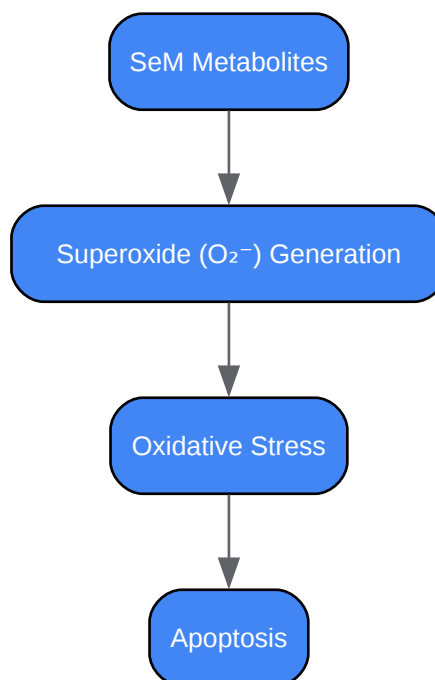 SeM Metabolites
Superoxide (O₂⁻) Generation
Oxidative Stress
Apoptosis